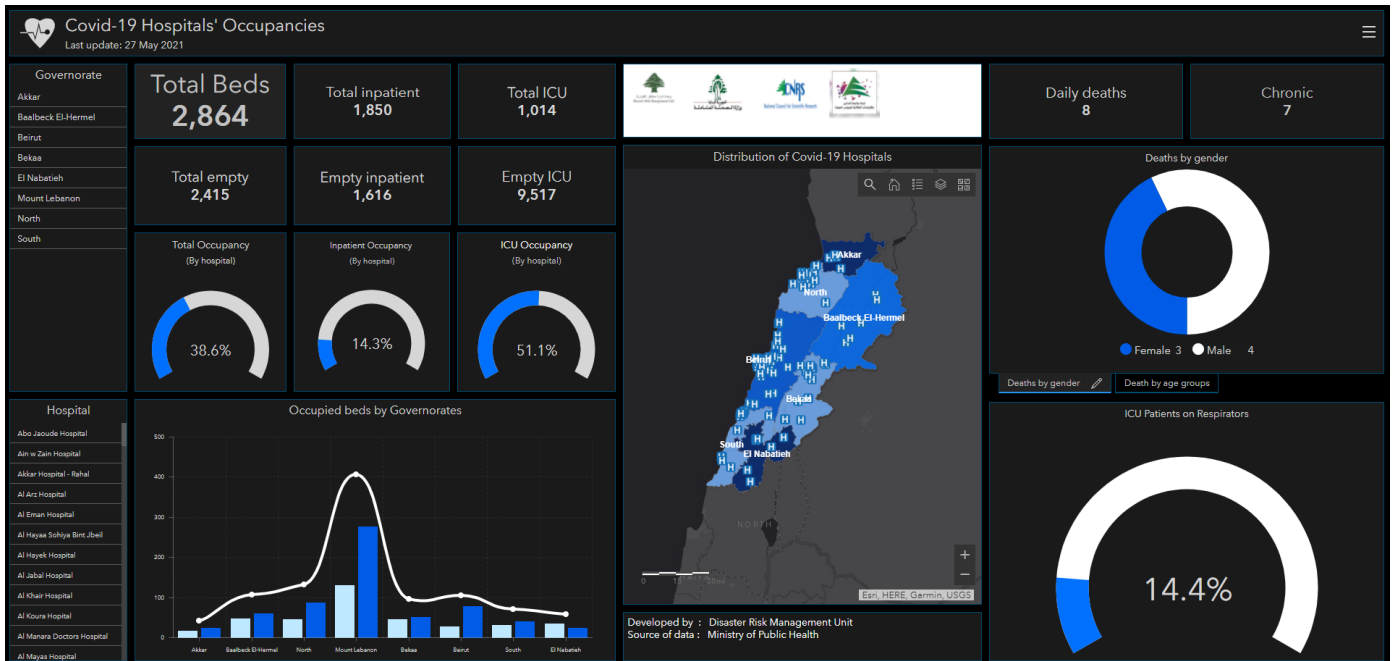 Covid-19 Hospitals' Occupancies
Last update: 27 May 2021
Governorate
Akkar
Baalbeck El-Hermel
Beirut
Bekaa
El Nabatieh
Mount Lebanon
North
South
Total Beds
2,864
Total inpatient
1,850
Total ICU
1,014
Total empty
2,415
Empty inpatient
1,616
Empty ICU
9,517
Total Occupancy
(By hospital)
38.6%
Inpatient Occupancy
(By hospital)
14.3%
ICU Occupancy
(By hospital)
51.1%
Hospital
Abo Jaoude Hospital
Ain w Zain Hospital
Akkar Hospital - Rahal
Al Arz Hospital
Al Eman Hospital
Al Hayaa Sohiya Bint Jbeil
Al Hayek Hospital
Al Jabal Hospital
Al Khair Hospital
Al Koura Hopital
Al Manara Doctors Hospital
Al Mayas Hospital
Occupied beds by Governorates
500
400
300
200
100
0
Akkar
Baalbeck El-Hermel
North
Mount Lebanon
Bekaa
Beirut
South
El Nabatieh
CNRS
National Council for Scientific Research
Distribution of Covid-19 Hospitals
Akkar
North
Baalbeck El-Hermel
Beirut
Bekaa
South
El Nabatieh
NORTH
0
Esri, HERE, Garmin, USGS
Developed by : Disaster Risk Management Unit
Source of data : Ministry of Public Health
Daily deaths
8
Chronic
7
Deaths by gender
Female 3 Male 4
Deaths by gender
Death by age groups
ICU Patients on Respirators
14.4%